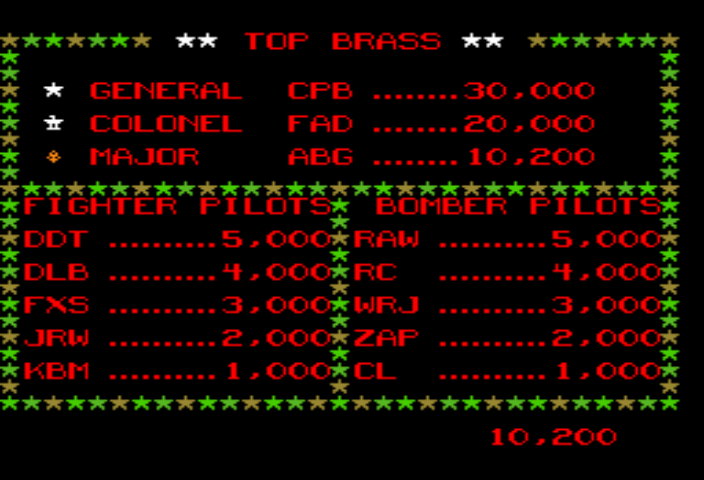 TOP BRASS
GENERAL CPB ........30,000
COLONEL FAD ........20,000
MAJOR ABG ........10,200
FIGHTER PILOTS BOMBER PILOTS
DDT ..........5,000 RAW ..........5,000
DLB ..........4,000 RC ..........4,000
FXS ..........3,000 WRJ ..........3,000
JRW ..........2,000 ZAP ..........2,000
KBM ..........1,000 CL ..........1,000
10,200